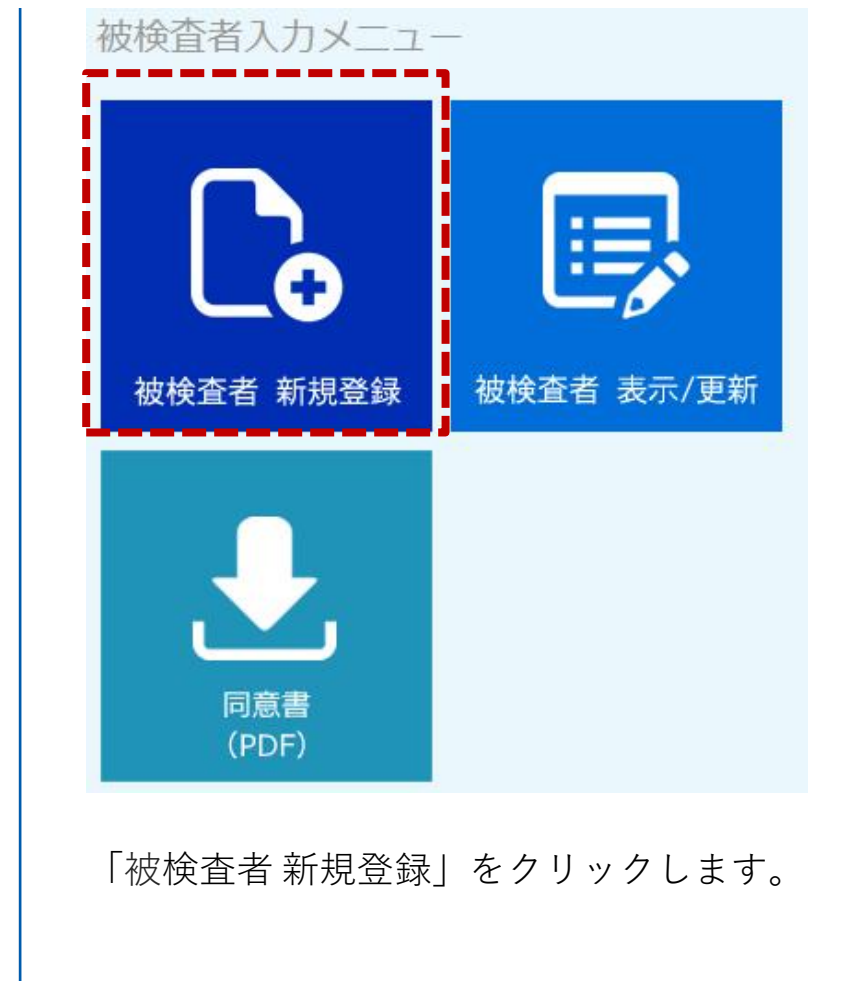 被検査者入力メニュー
被検査者 新規登録
被検査者 表示/更新
同意書
(PDF)
「被検査者 新規登録」をクリックします。